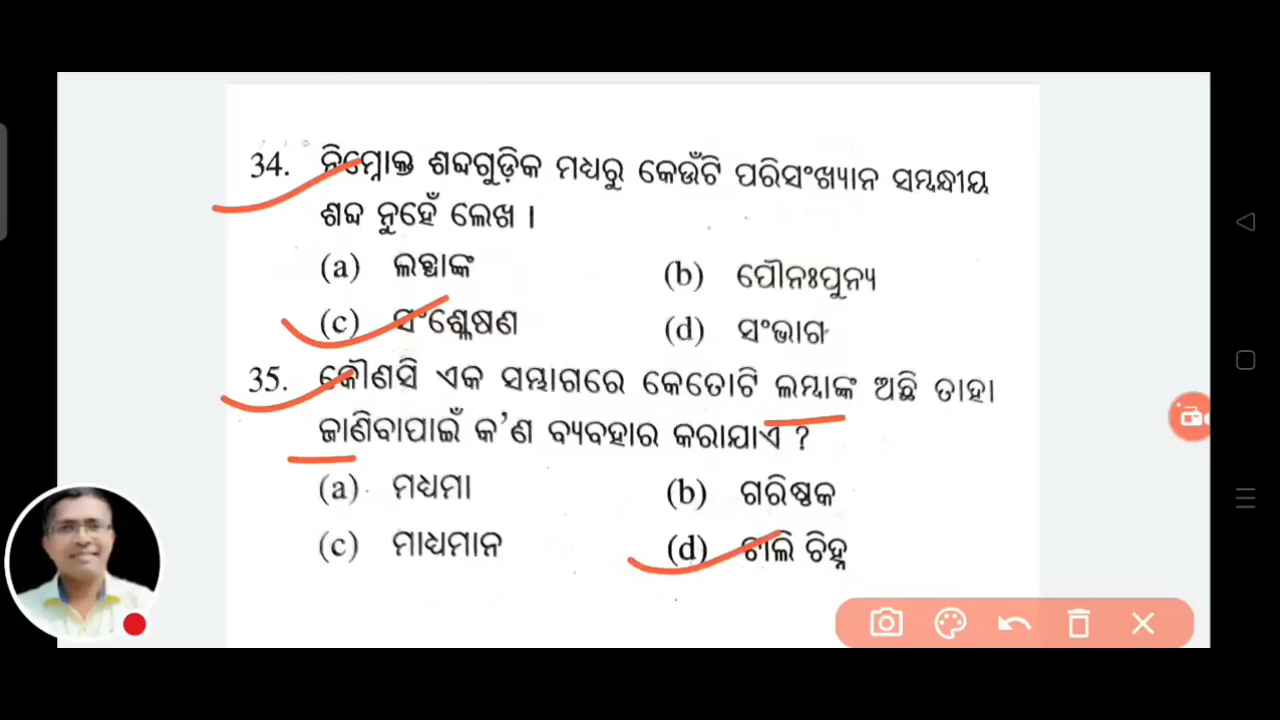 34. ନିମ୍ନୋକ୍ତ ଶବ୍ଦଗୁଡ଼ିକ ମଧ୍ୟରୁ କେଉଁଟି ପରିସଂଖ୍ୟାନ ସମ୍ବନ୍ଧୀୟ
ଶବ୍ଦ ନୁହେଁ ଲେଖ ।
(a) ଲବ୍ଧାଙ୍କ (b) ପୌନଃପୁନ୍ୟ
(c) ସଂଶ୍ଳେଷଣ (d) ସଂଭାଗ
35. କୌଣସି ଏକ ସମ୍ଭାଗରେ କେତୋଟି ଲମ୍ବାଙ୍କ ଅଛି ତାହା
ଜାଣିବାପାଇଁ କ'ଣ ବ୍ୟବହାର କରାଯାଏ ?
(a) ମଧ୍ୟମା (b) ଗରିଷ୍ଠକ
(c) ମାଧ୍ୟମାନ (d) ଟାଲି ଚିହ୍ନ